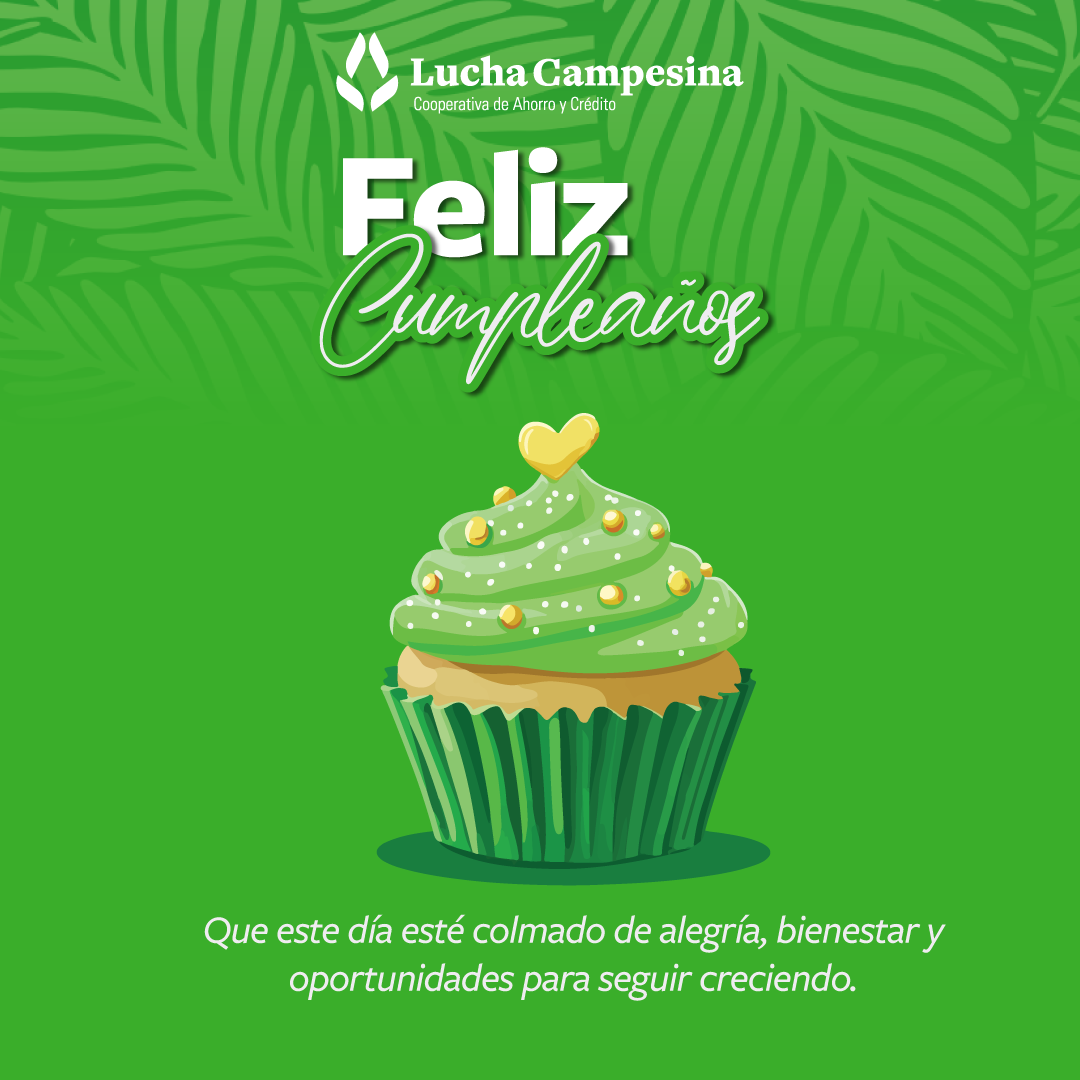 Lucha Campesina
Cooperativa de Ahorro y Crédito
Feliz
Cumpleaños
Que este día esté colmado de alegría, bienestar y
oportunidades para seguir creciendo.